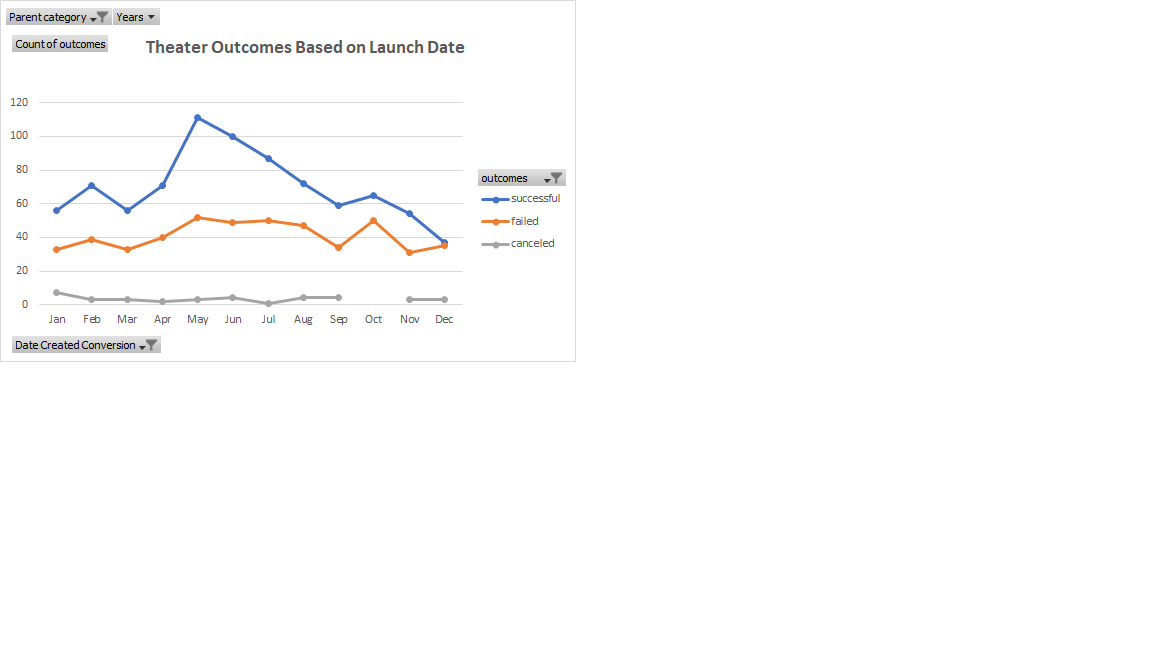 Parent category Years
Count of outcomes
Theater Outcomes Based on Launch Date
120
100
80
60
40
20
0
Jan Feb Mar Apr May Jun Jul Aug Sep Oct Nov Dec
outcomes
successful
failed
canceled
Date Created Conversion